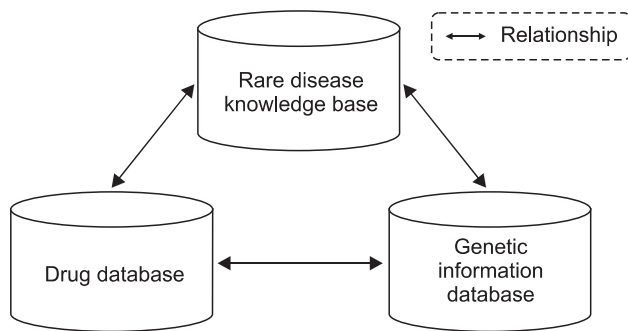 Relationship
Rare disease
knowledge base
Drug database
Genetic
information
database